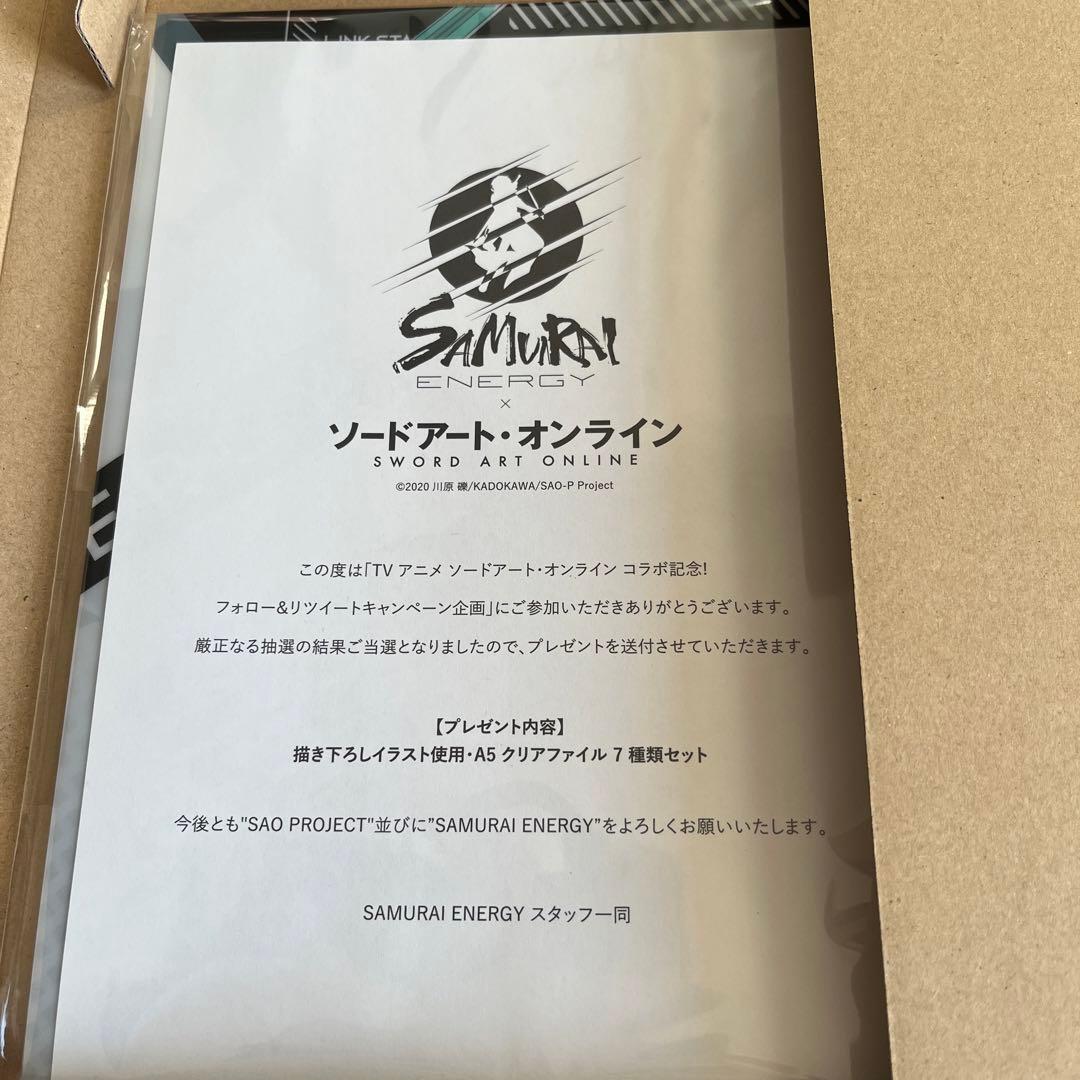 LINK STA
SAMURAI
ENERGY
×
ソードアート・オンライン
SWORD ART ONLINE
©2020 川原 礫/KADOKAWA/SAO-P Project
この度は「TV アニメ ソードアート・オンライン コラボ記念!
フォロー&リツイートキャンペーン企画」にご参加いただきありがとうございます。
厳正なる抽選の結果ご当選となりましたので、プレゼントを送付させていただきます。
【プレゼント内容】
描き下ろしイラスト使用・A5 クリアファイル 7 種類セット
今後とも"SAO PROJECT"並びに”SAMURAI ENERGY”をよろしくお願いいたします。
SAMURAI ENERGY スタッフ一同